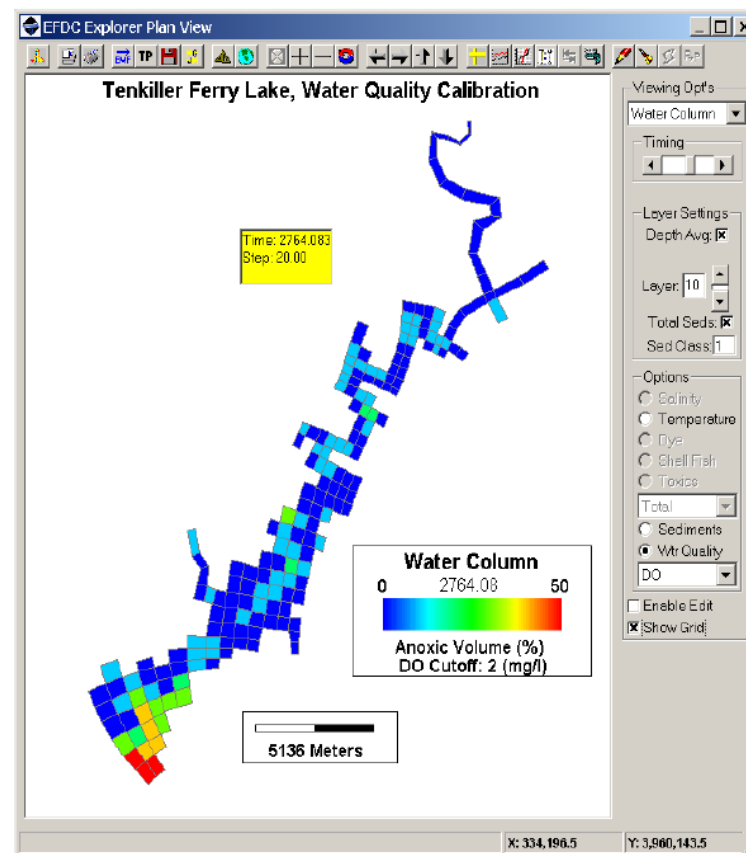 EFDC Explorer Plan View
EMF TP
Tenkiller Ferry Lake, Water Quality Calibration
Time: 2764.083
Step: 20.00
Water Column
0 2764.08 50
Anoxic Volume (%)
DO Cutoff: 2 (mg/l)
5136 Meters
Viewing Opt's
Water Column
Timing
Layer Settings
Depth Avg:
Layer: 10
Total Seds:
Sed Class: 1
Options
Salinity
Temperature
Dye
Shell Fish
Toxics
Total
Sediments
Wtr Quality
DO
Enable Edit
Show Grid
X: 334,196.5 Y: 3,960,143.5